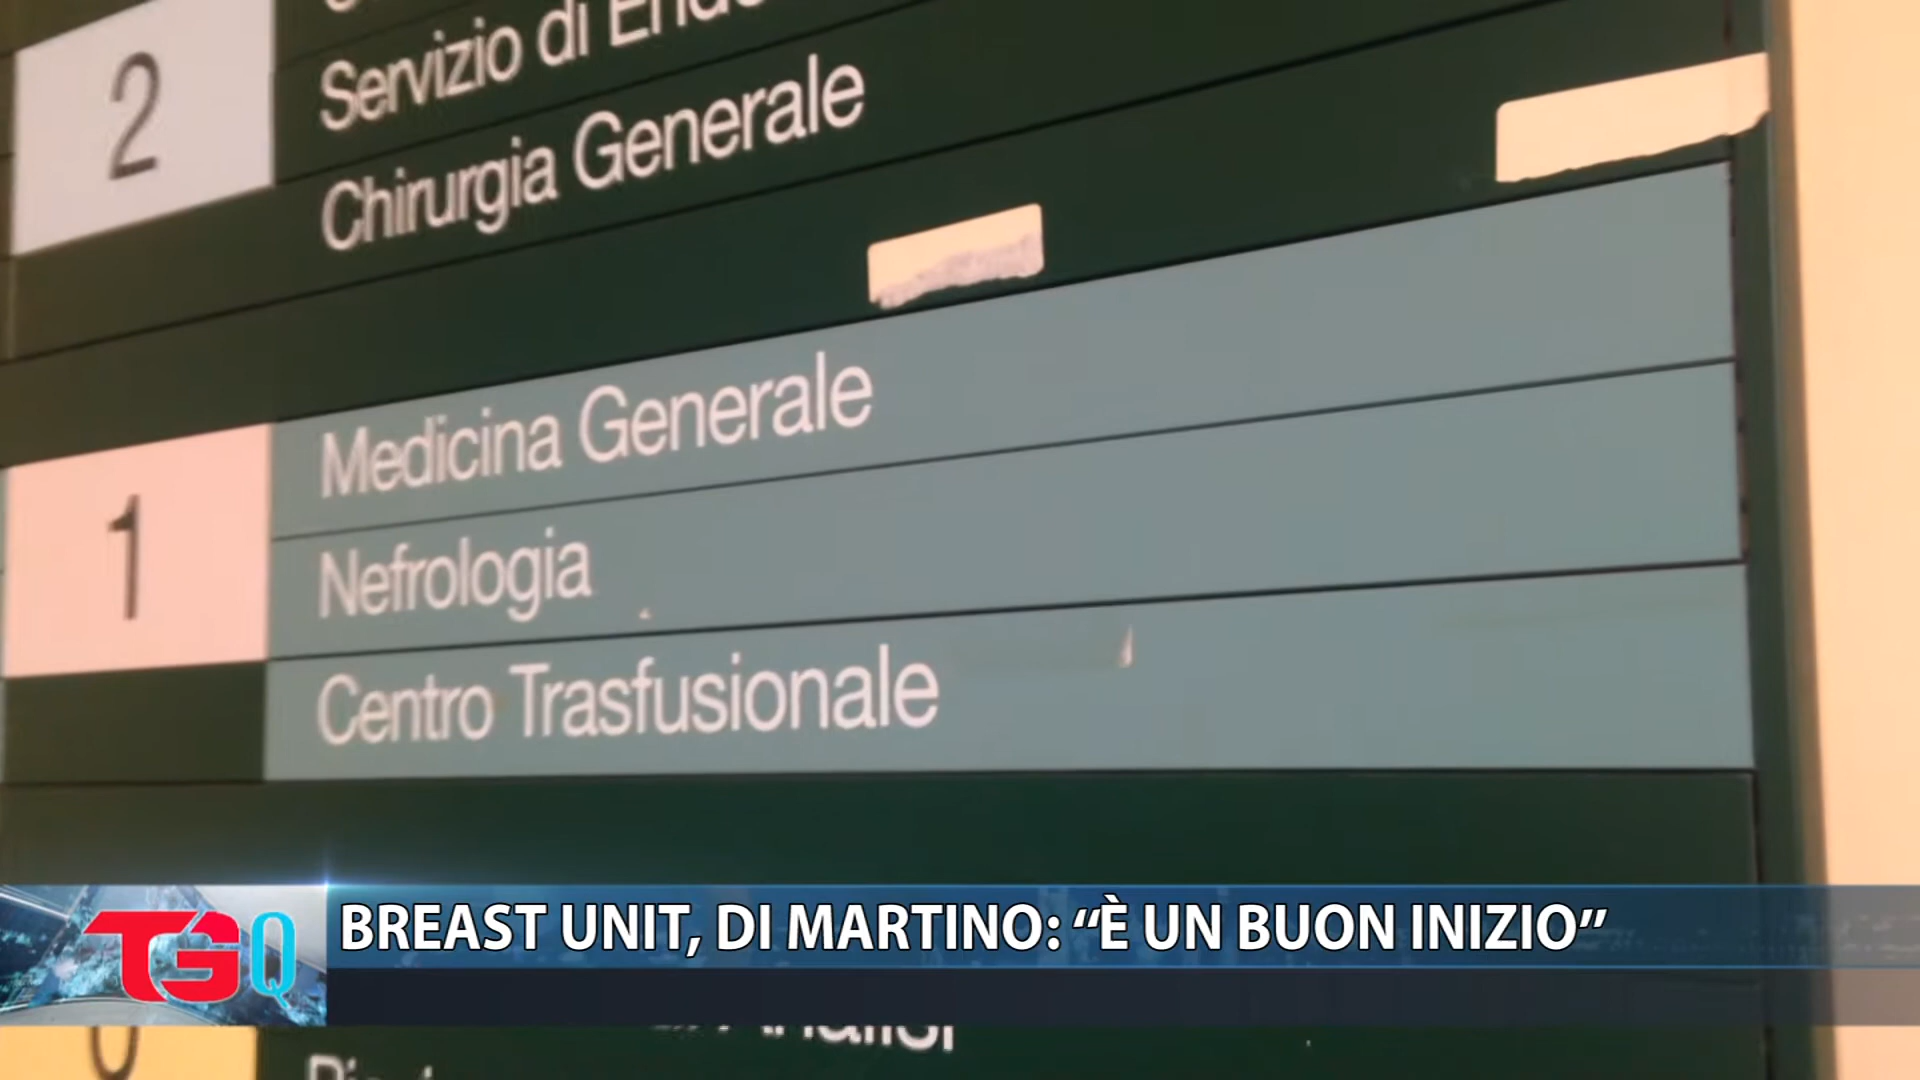 2
Servizio di
Chirurgia Generale
Medicina Generale
1
Nefrologia
Centro Trasfusionale
TGQ
BREAST UNIT, DI MARTINO: “È UN BUON INIZIO”